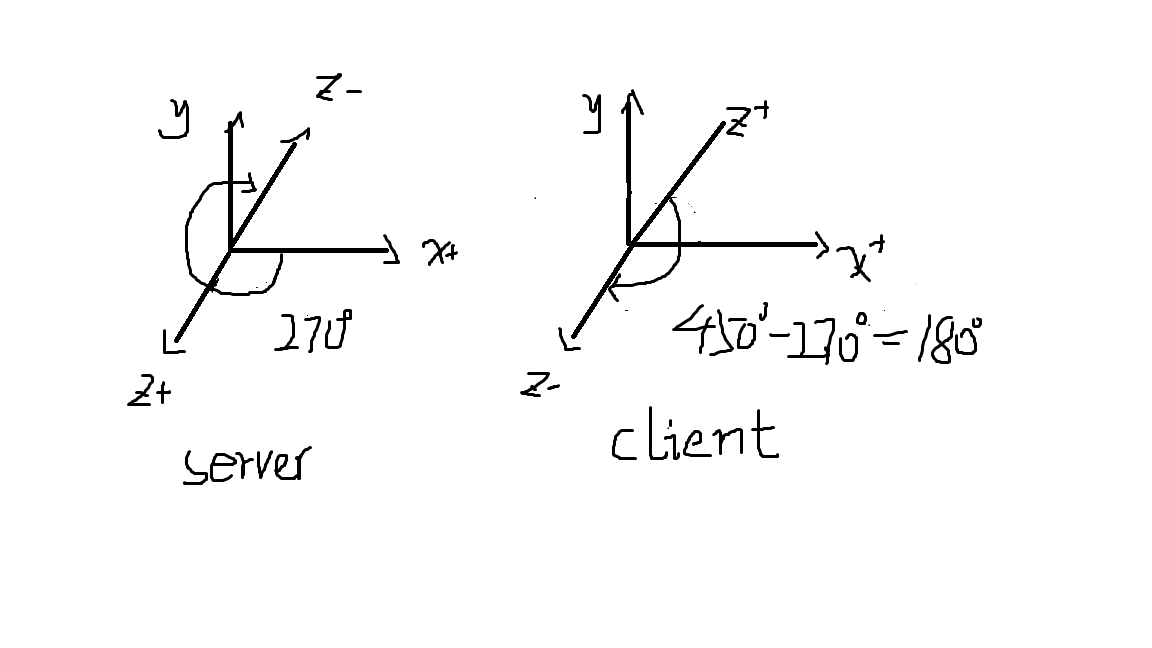 y
z-
x+
270°
z+
server
y
z+
x+
450°-270°=180°
z-
client